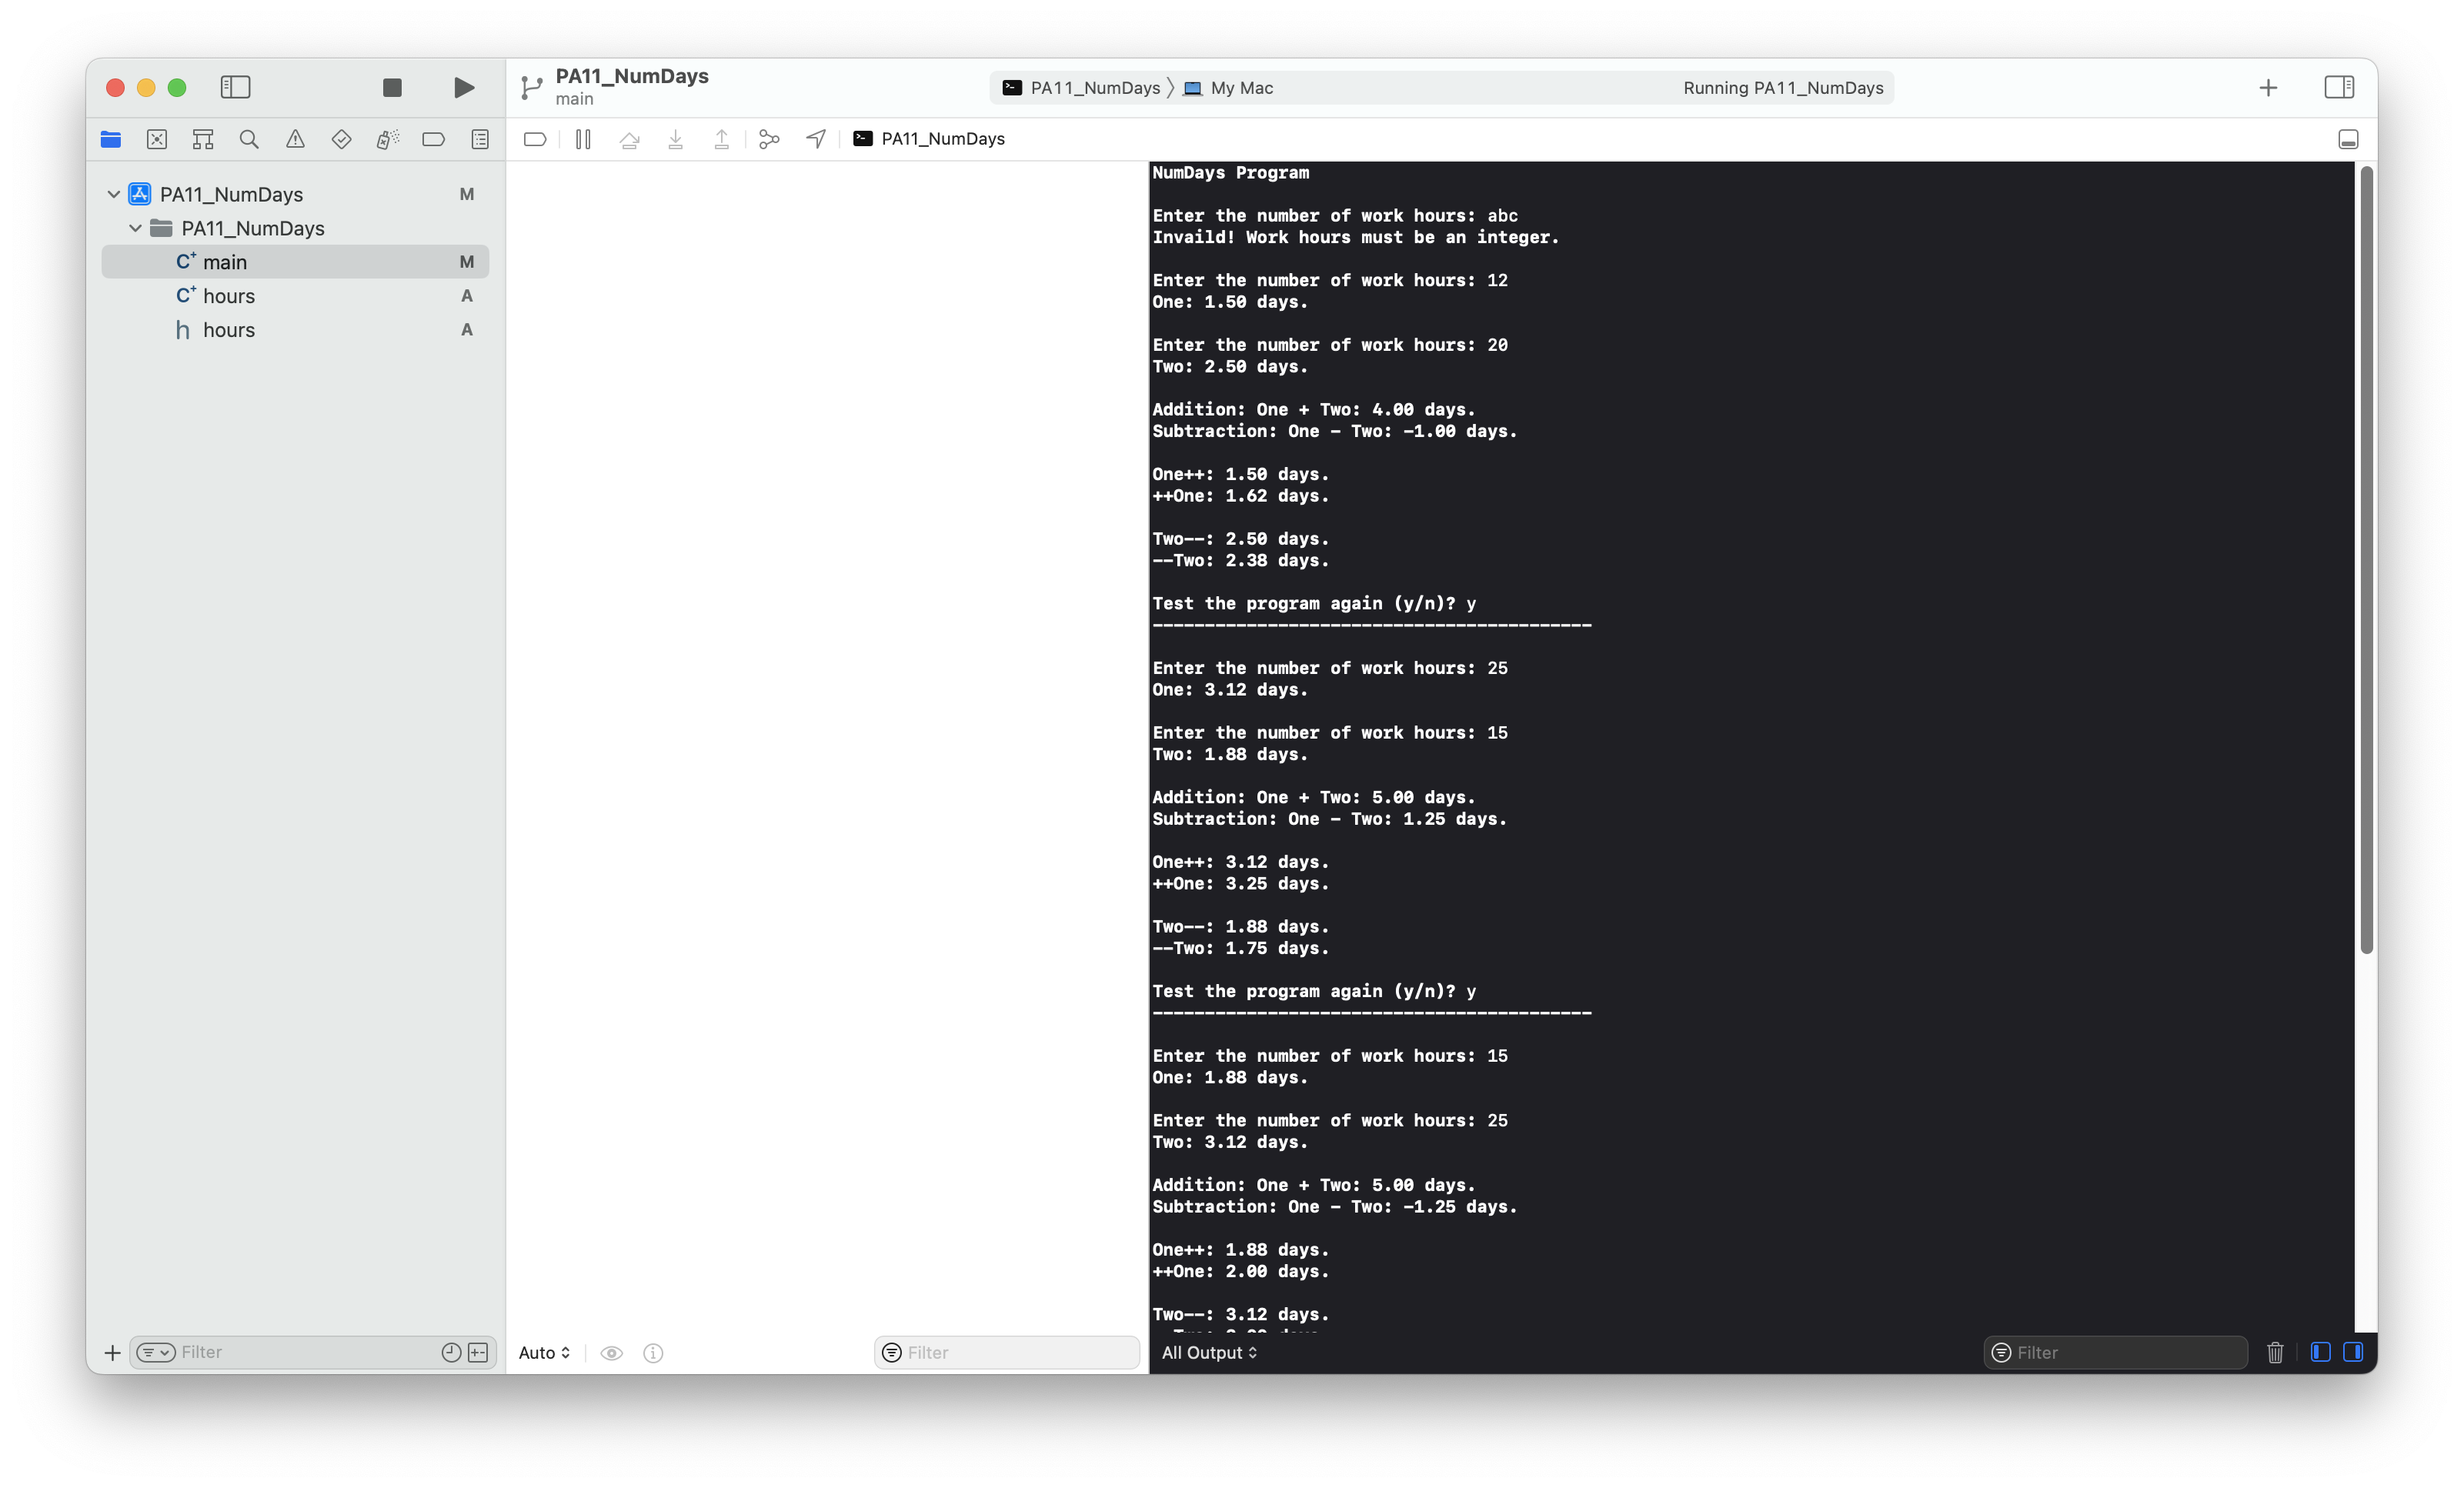 PA11_NumDays
main
PA11_NumDays
My Mac
Running PA11_NumDays
PA11_NumDays
PA11_NumDays M
PA11_NumDays
main M
hours A
hours A
NumDays Program
Enter the number of work hours: abc
Invaild! Work hours must be an integer.
Enter the number of work hours: 12
One: 1.50 days.
Enter the number of work hours: 20
Two: 2.50 days.
Addition: One + Two: 4.00 days.
Subtraction: One - Two: -1.00 days.
One++: 1.50 days.
++One: 1.62 days.
Two--: 2.50 days.
--Two: 2.38 days.
Test the program again (y/n)? y
------------------------------------------
Enter the number of work hours: 25
One: 3.12 days.
Enter the number of work hours: 15
Two: 1.88 days.
Addition: One + Two: 5.00 days.
Subtraction: One - Two: 1.25 days.
One++: 3.12 days.
++One: 3.25 days.
Two--: 1.88 days.
--Two: 1.75 days.
Test the program again (y/n)? y
------------------------------------------
Enter the number of work hours: 15
One: 1.88 days.
Enter the number of work hours: 25
Two: 3.12 days.
Addition: One + Two: 5.00 days.
Subtraction: One - Two: -1.25 days.
One++: 1.88 days.
++One: 2.00 days.
Two--: 3.12 days.
Filter
Auto
Filter
All Output
Filter